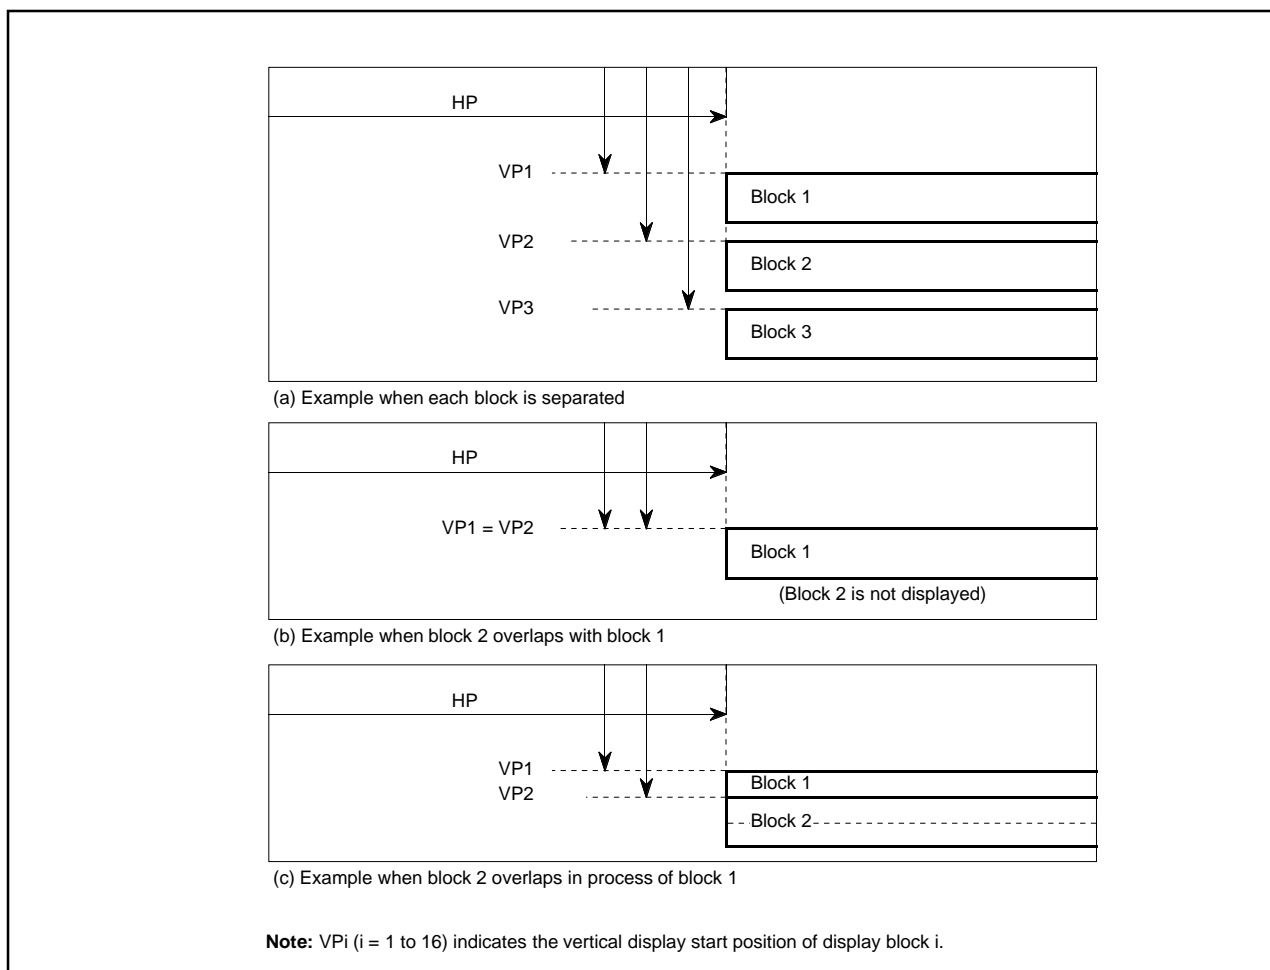 HP
VP1
Block 1
VP2
Block 2
VP3
Block 3
(a) Example when each block is separated
HP
VP1 = VP2
Block 1
(Block 2 is not displayed)
(b) Example when block 2 overlaps with block 1
HP
VP1
Block 1
VP2
Block 2
(c) Example when block 2 overlaps in process of block 1
Note: VPi (i = 1 to 16) indicates the vertical display start position of display block i.